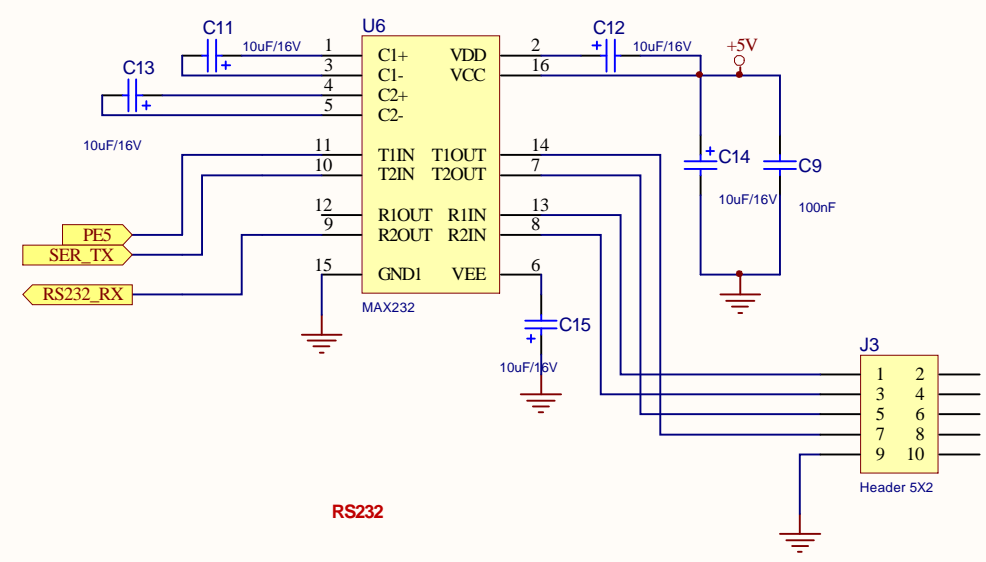 U6
C11
10uF/16V
C13
10uF/16V
1
3
4
5
11
10
12
9
15
C1+
C1-
C2+
C2-
T1IN
T2IN
R1OUT
R2OUT
GND1
VDD
VCC
T1OUT
T2OUT
R1IN
R2IN
VEE
2
16
14
7
13
8
6
MAX232
PE5
SER_TX
RS232_RX
C12
10uF/16V
+5V
C14
10uF/16V
C9
100nF
C15
10uF/16V
J3
1 2
3 4
5 6
7 8
9 10
Header 5X2
RS232